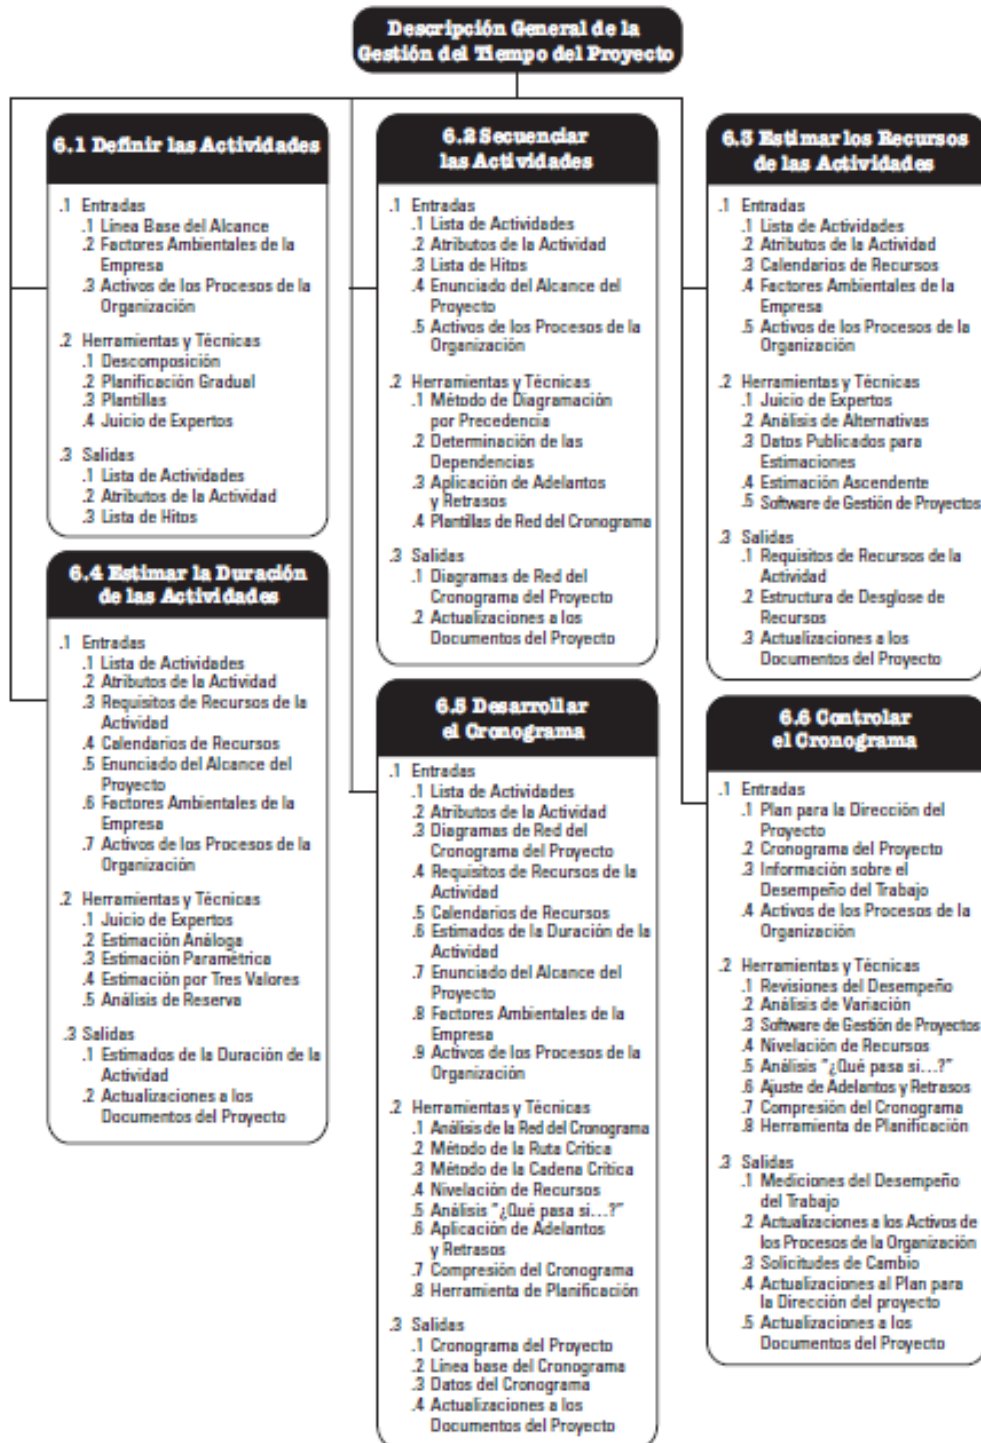 Descripción General de la
Gestión del Tiempo del Proyecto
6.1 Definir las Actividades
.1 Entradas
.1 Línea Base del Alcance
.2 Factores Ambientales de la
Empresa
.3 Activos de los Procesos de la
Organización
.2 Herramientas y Técnicas
.1 Descomposición
.2 Planificación Gradual
.3 Plantillas
.4 Juicio de Expertos
.3 Salidas
.1 Lista de Actividades
.2 Atributos de la Actividad
.3 Lista de Hitos
6.2 Secuenciar
las Actividades
.1 Entradas
.1 Lista de Actividades
.2 Atributos de la Actividad
.3 Lista de Hitos
.4 Enunciado del Alcance del
Proyecto
.5 Activos de los Procesos de la
Organización
.2 Herramientas y Técnicas
.1 Método de Diagramación
por Precedencia
.2 Determinación de las
Dependencias
.3 Aplicación de Adelantos
y Retrasos
.4 Plantillas de Red del Cronograma
.3 Salidas
.1 Diagramas de Red del
Cronograma del Proyecto
.2 Actualizaciones a los
Documentos del Proyecto
6.3 Estimar los Recursos
de las Actividades
.1 Entradas
.1 Lista de Actividades
.2 Atributos de la Actividad
.3 Calendarios de Recursos
.4 Factores Ambientales de la
Empresa
.5 Activos de los Procesos de la
Organización
.2 Herramientas y Técnicas
.1 Juicio de Expertos
.2 Análisis de Alternativas
.3 Datos Publicados para
Estimaciones
.4 Estimación Ascendente
.5 Software de Gestión de Proyectos
.3 Salidas
.1 Requisitos de Recursos de la
Actividad
.2 Estructura de Desglose de
Recursos
.3 Actualizaciones a los
Documentos del Proyecto
6.4 Estimar la Duración
de las Actividades
.1 Entradas
.1 Lista de Actividades
.2 Atributos de la Actividad
.3 Requisitos de Recursos de la
Actividad
.4 Calendarios de Recursos
.5 Enunciado del Alcance del
Proyecto
.6 Factores Ambientales de la
Empresa
.7 Activos de los Procesos de la
Organización
.2 Herramientas y Técnicas
.1 Juicio de Expertos
.2 Estimación Análoga
.3 Estimación Paramétrica
.4 Estimación por Tres Valores
.5 Análisis de Reserva
.3 Salidas
.1 Estimados de la Duración de la
Actividad
.2 Actualizaciones a los
Documentos del Proyecto
6.5 Desarrollar
el Cronograma
.1 Entradas
.1 Lista de Actividades
.2 Atributos de la Actividad
.3 Diagramas de Red del
Cronograma del Proyecto
.4 Requisitos de Recursos de la
Actividad
.5 Calendarios de Recursos
.6 Estimados de la Duración de la
Actividad
.7 Enunciado del Alcance del
Proyecto
.8 Factores Ambientales de la
Empresa
.9 Activos de los Procesos de la
Organización
.2 Herramientas y Técnicas
.1 Análisis de la Red del Cronograma
.2 Método de la Ruta Crítica
.3 Método de la Cadena Crítica
.4 Nivelación de Recursos
.5 Análisis "¿Qué pasa si...?"
.6 Aplicación de Adelantos
y Retrasos
.7 Compresión del Cronograma
.8 Herramienta de Planificación
.3 Salidas
.1 Cronograma del Proyecto
.2 Línea base del Cronograma
.3 Datos del Cronograma
.4 Actualizaciones a los
Documentos del Proyecto
6.6 Controlar
el Cronograma
.1 Entradas
.1 Plan para la Dirección del
Proyecto
.2 Cronograma del Proyecto
.3 Información sobre el
Desempeño del Trabajo
.4 Activos de los Procesos de la
Organización
.2 Herramientas y Técnicas
.1 Revisiones del Desempeño
.2 Análisis de Variación
.3 Software de Gestión de Proyectos
.4 Nivelación de Recursos
.5 Análisis "¿Qué pasa si...?"
.6 Ajuste de Adelantos y Retrasos
.7 Compresión del Cronograma
.8 Herramienta de Planificación
.3 Salidas
.1 Mediciones del Desempeño
del Trabajo
.2 Actualizaciones a los Activos de
los Procesos de la Organización
.3 Solicitudes de Cambio
.4 Actualizaciones al Plan para
la Dirección del proyecto
.5 Actualizaciones a los
Documentos del Proyecto